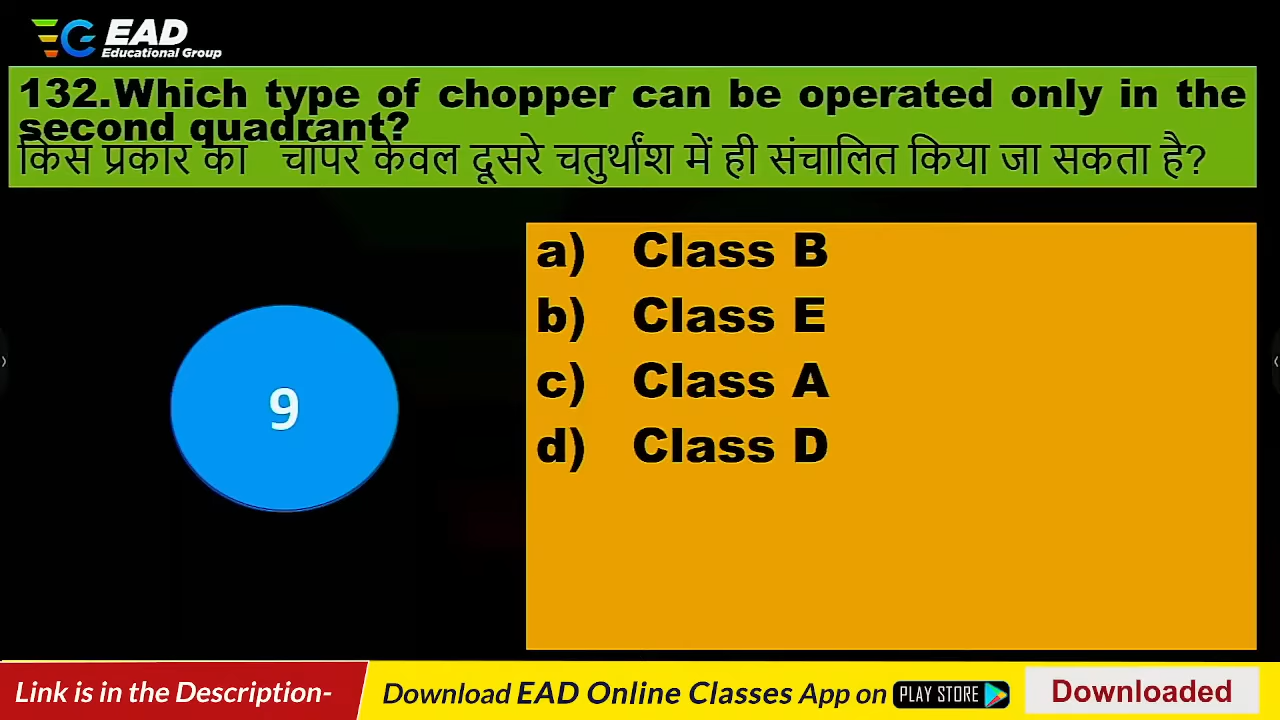 EAD
Educational Group
132.Which type of chopper can be operated only in the
second quadrant?
किस प्रकार का चॉपर केवल दूसरे चतुर्थांश में ही संचालित किया जा सकता है?
a) Class B
b) Class E
c) Class A
d) Class D
9
Link is in the Description-
Download EAD Online Classes App on PLAY STORE
Downloaded